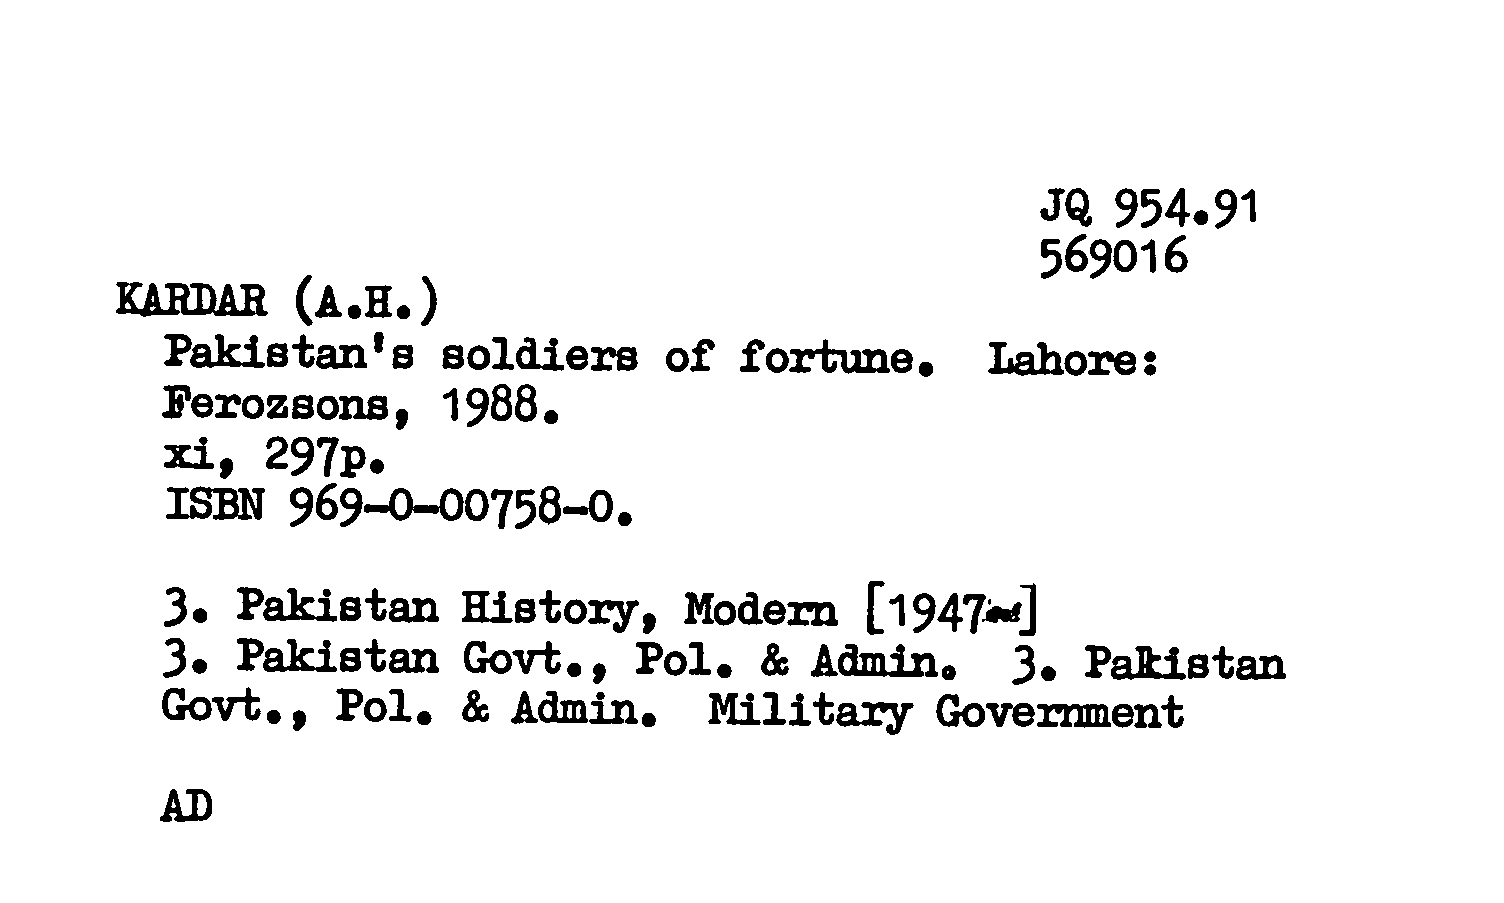 JQ 954.91
569016
KARDAR (A.H.)
Pakistan's soldiers of fortune. Lahore:
Ferozsons, 1988.
xi, 297p.
ISBN 969-0-00758-0.
3. Pakistan History, Modern [1947-]
3. Pakistan Govt., Pol. & Admin. 3. Pakistan
Govt., Pol. & Admin. Military Government
AD